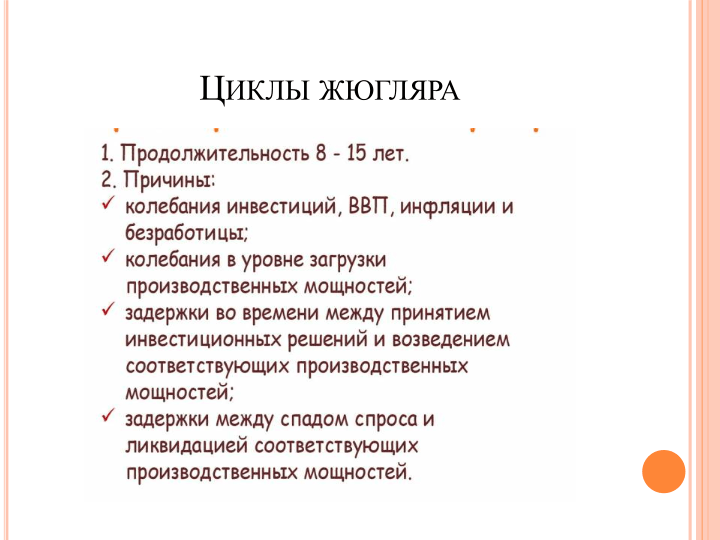 Циклы жюгляра
1. Продолжительность 8 - 15 лет.
2. Причины:
колебания инвестиций, ВВП, инфляции и
безработицы;
колебания в уровне загрузки
производственных мощностей;
задержки во времени между принятием
инвестиционных решений и возведением
соответствующих производственных
мощностей;
задержки между спадом спроса и
ликвидацией соответствующих
производственных мощностей.